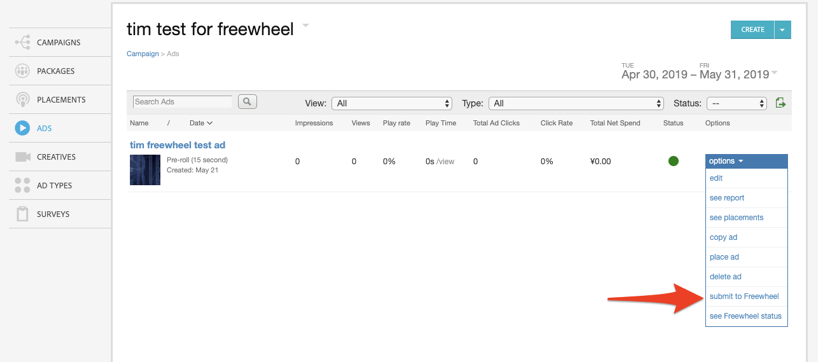 CAMPAIGNS
PACKAGES
PLACEMENTS
ADS
CREATIVES
AD TYPES
SURVEYS
tim test for freewheel
CREATE
Campaign > Ads
TUE FRI
Apr 30, 2019 – May 31, 2019
Search Ads View: All Type: All Status: --
Name / Date Impressions Views Play rate Play Time Total Ad Clicks Click Rate Total Net Spend Status Options
tim freewheel test ad
Pre-roll (15 second)
Created: May 21
0 0 0% 0s /view 0 0% ¥0.00
options
edit
see report
see placements
copy ad
place ad
delete ad
submit to Freewheel
see Freewheel status